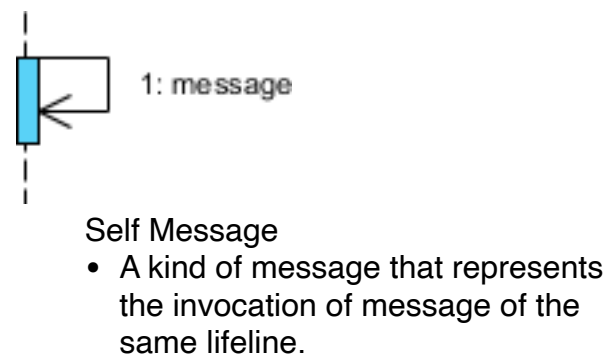 1: message
Self Message
• A kind of message that represents
the invocation of message of the
same lifeline.